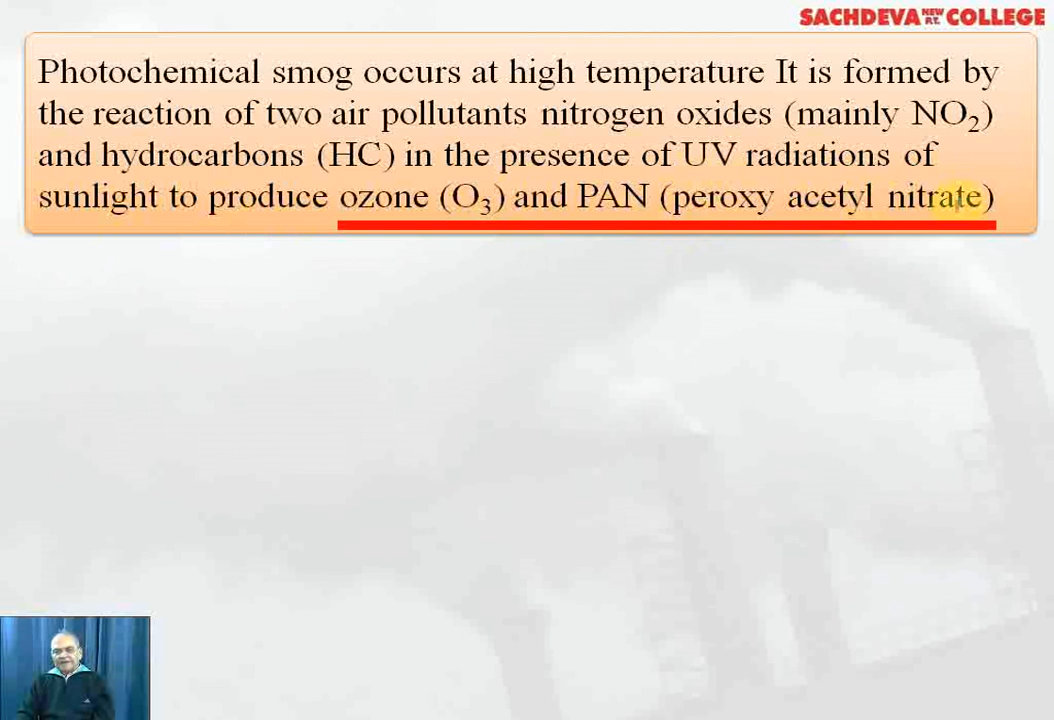 SACHDEVA NEW P.T. COLLEGE
Photochemical smog occurs at high temperature It is formed by
the reaction of two air pollutants nitrogen oxides (mainly NO₂)
and hydrocarbons (HC) in the presence of UV radiations of
sunlight to produce ozone (O₃) and PAN (peroxy acetyl nitrate)